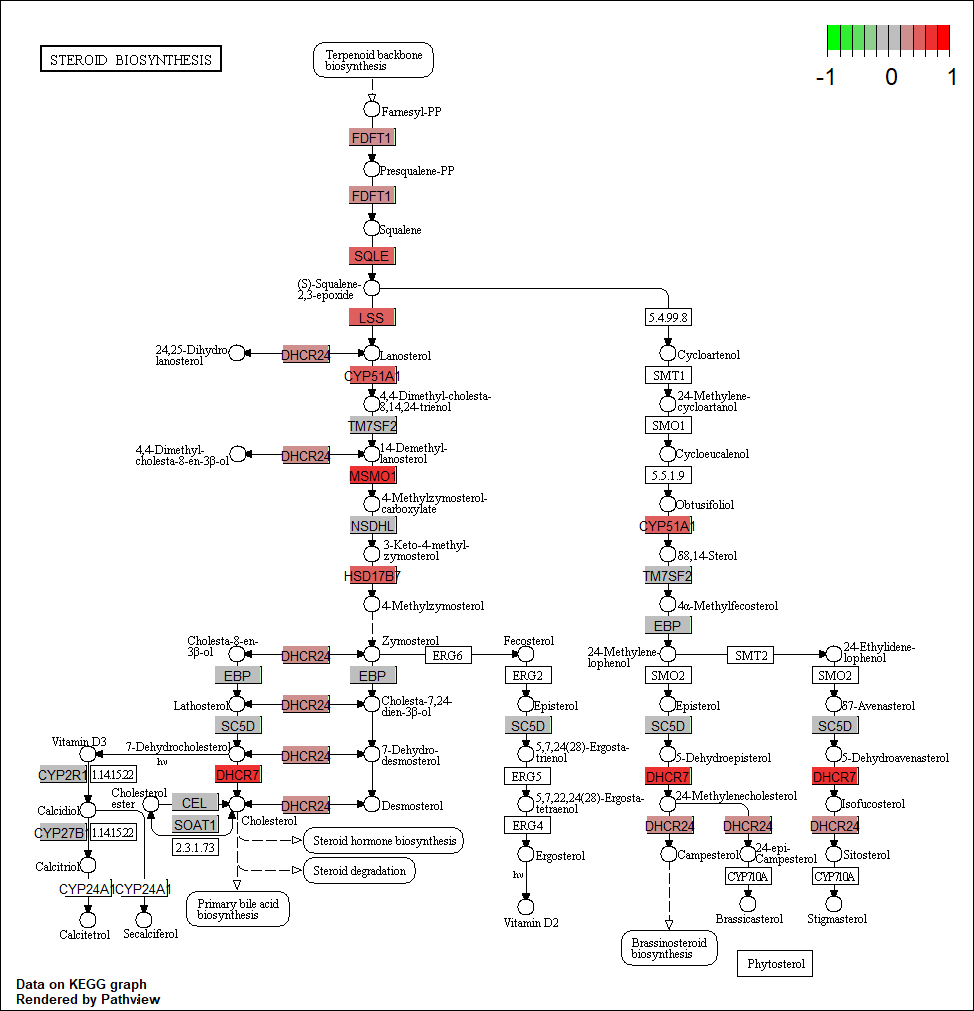 STEROID BIOSYNTHESIS
-1 0 1
Terpenoid backbone
biosynthesis
Farnesyl-PP
FDFT1
Presqualene-PP
FDFT1
Squalene
SQLE
(S)-Squalene-
2,3-epoxide
LSS
5.4.99.8
24,25-Dihydro
lanosterol
DHCR24
Lanosterol
Cycloartenol
CYP51A1
SMT1
4,4-Dimethyl-cholesta-
8,14,24-trienol
24-Methylene-
cycloartanol
TM7SF2
SMO1
4,4-Dimethyl-
cholesta-8-en-3β-ol
DHCR24
14-Demethyl-
lanosterol
Cycloeucalenol
MSMO1
5.5.1.9
4-Methylzymosterol-
carboxylate
Obtusifoliol
NSDHL
CYP51A1
3-Keto-4-methyl-
zymosterol
δ8,14-Sterol
HSD17B7
TM7SF2
4-Methylzymosterol
4α-Methylfecosterol
EBP
Cholesta-8-en-
3β-ol
DHCR24
Zymosterol
ERG6
Fecosterol
24-Methylene-
lophenol
SMT2
24-Ethylidene-
lophenol
EBP
EBP
ERG2
SMO2
SMO2
Lathosterol
DHCR24
Cholesta-7,24-
dien-3β-ol
Episterol
Episterol
δ7-Avenasterol
SC5D
SC5D
SC5D
SC5D
Vitamin D3
7-Dehydrocholesterol
hν
DHCR24
7-Dehydro-
desmosterol
5,7,24(28)-Ergosta-
trienol
5-Dehydroepisterol
5-Dehydroavenasterol
CYP2R1
1.14.15.22
DHCR7
ERG5
DHCR7
DHCR7
Calcidiol
Cholesterol
ester
CEL
Cholesterol
DHCR24
Desmosterol
5,7,22,24(28)-Ergosta-
tetraenol
24-Methylenecholesterol
Isofucosterol
CYP27B
1.14.15.22
SOAT1
2.3.1.73
ERG4
DHCR24
DHCR24
DHCR24
Steroid hormone biosynthesis
Calcitriol
Steroid degradation
Ergosterol
Campesterol
24-epi-
Campesterol
Sitosterol
CYP24A1
CYP24A1
hν
CYP710A
CYP710A
Primary bile acid
biosynthesis
Calcitetrol
Secalciferol
Vitamin D2
Brassicasterol
Stigmasterol
Brassinosteroid
biosynthesis
Phytosterol
Data on KEGG graph
Rendered by Pathview